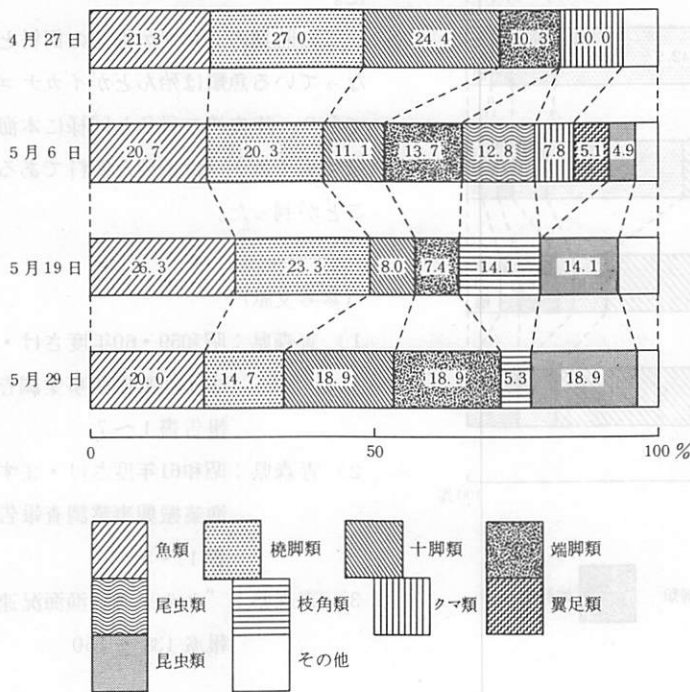 4月27日 21.3 27.0 24.4 10.3 10.0
5月6日 20.7 20.3 11.1 13.7 12.8 7.8 5.1 4.9
5月19日 26.3 23.3 8.0 7.4 14.1 14.1
5月29日 20.0 14.7 18.9 18.9 5.3 18.9
0 50 100 %
魚類 橈脚類 十脚類 端脚類
尾虫類 枝角類 クマ類 翼足類
昆虫類 その他